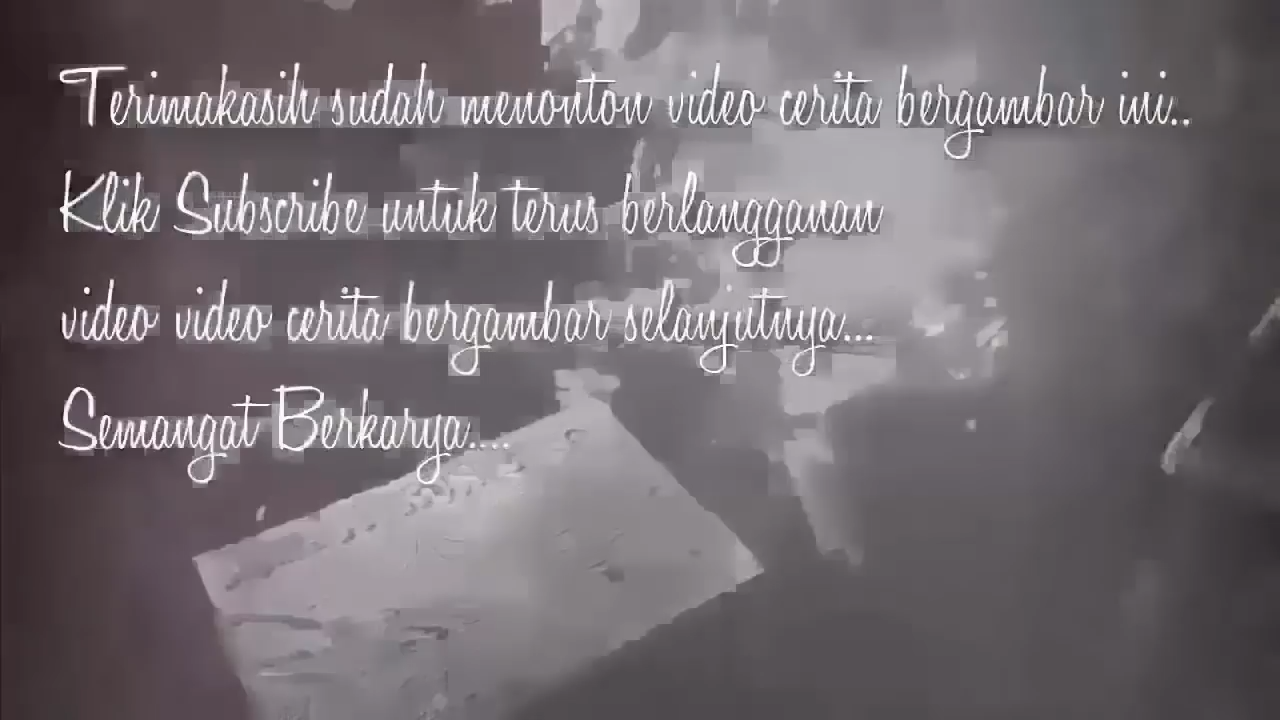 Terimakasih sudah menonton video cerita bergambar ini..
Klik Subscribe untuk terus berlangganan
video video cerita bergambar selanjutnya...
Semangat Berkarya....